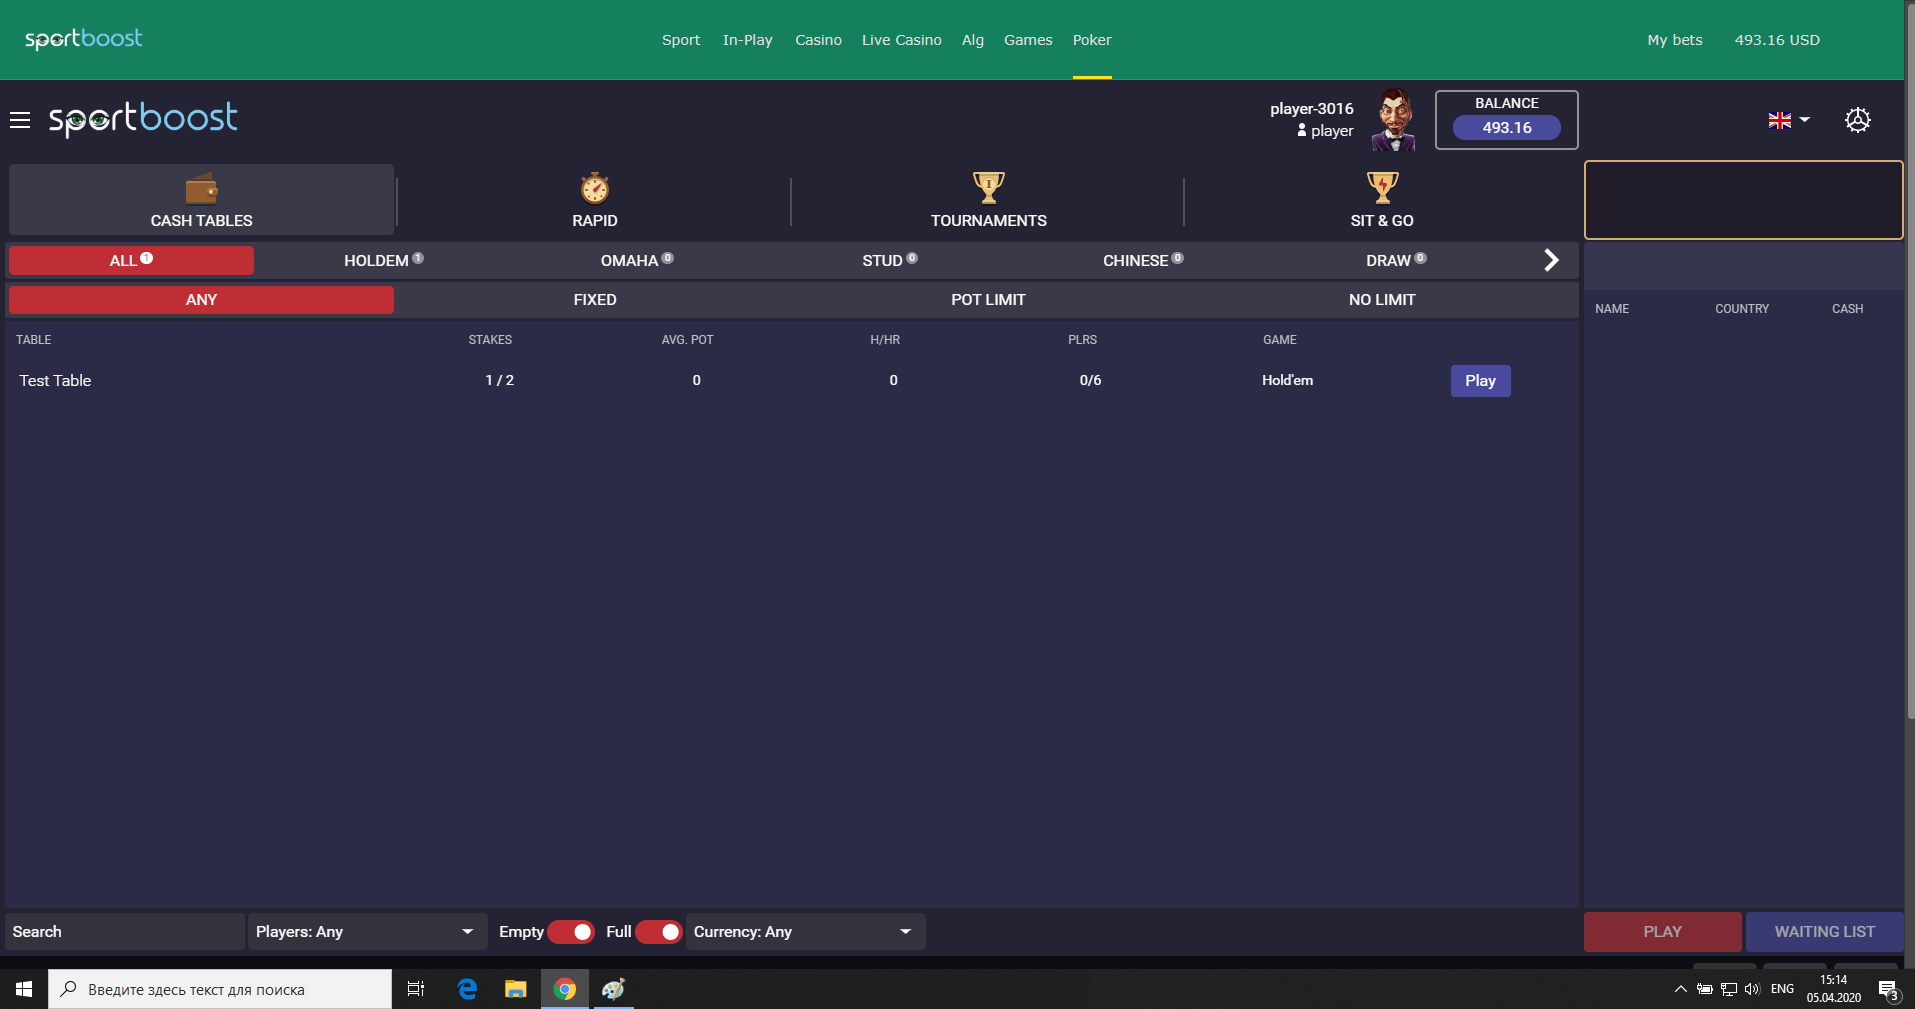 sportboost
Sport In-Play Casino Live Casino Alg Games Poker
My bets 493.16 USD
sportboost
player-3016
player
BALANCE
493.16
CASH TABLES RAPID TOURNAMENTS SIT & GO
ALL 1 HOLDEM 1 OMAHA 0 STUD 0 CHINESE 0 DRAW 0
ANY FIXED POT LIMIT NO LIMIT
TABLE STAKES AVG. POT H/HR PLRS GAME
Test Table 1 / 2 0 0 0/6 Hold'em Play
NAME COUNTRY CASH
Search Players: Any Empty Full Currency: Any
PLAY WAITING LIST
Введите здесь текст для поиска
ENG
15:14
05.04.2020
3